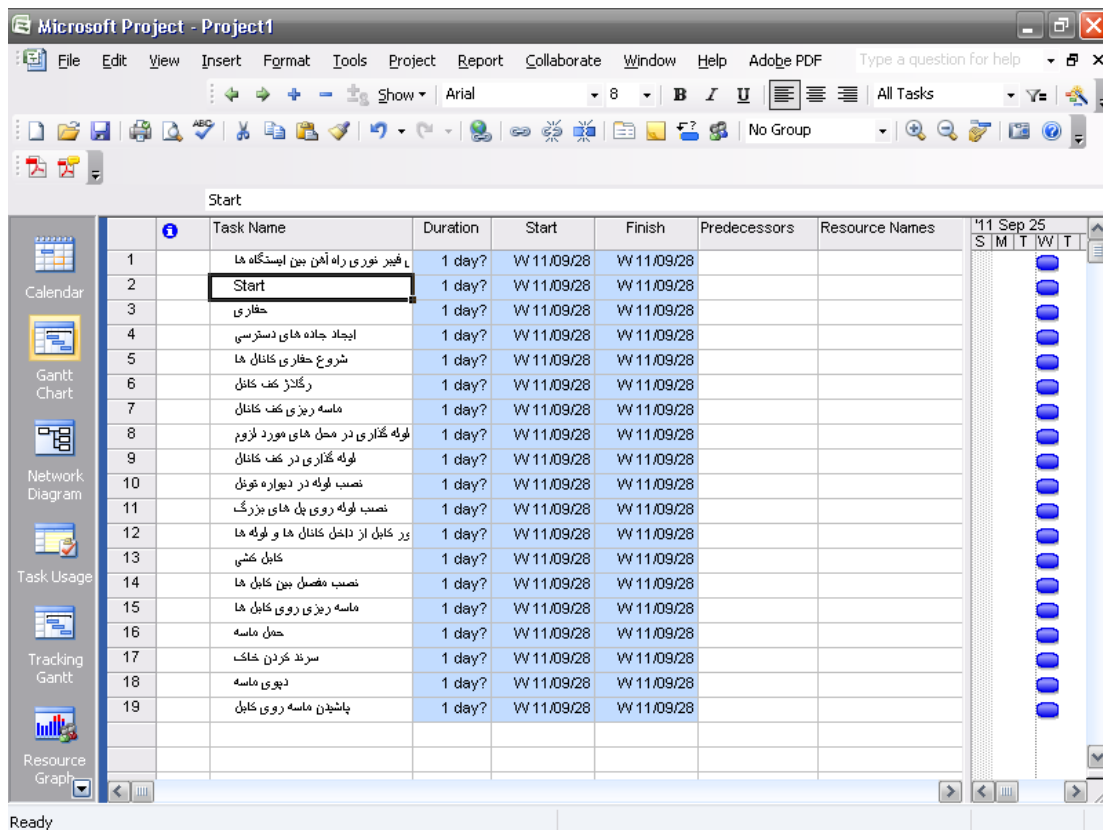 Microsoft Project - Project1
File Edit View Insert Format Tools Project Report Collaborate Window Help Adobe PDF Type a question for help
Show Arial 8 B I U All Tasks
ABC No Group
Start
Task Name Duration Start Finish Predecessors Resource Names '11 Sep 25
S M T W T
1 فیبر نوری راه آهن بین ایستگاه ها 1 day? W 11/09/28 W 11/09/28
2 Start 1 day? W 11/09/28 W 11/09/28
3 حفاری 1 day? W 11/09/28 W 11/09/28
4 ایجاد جاده های دسترسی 1 day? W 11/09/28 W 11/09/28
5 شروع حفاری کانال ها 1 day? W 11/09/28 W 11/09/28
6 رگلاژ کف کانل 1 day? W 11/09/28 W 11/09/28
7 ماسه ریزی کف کانال 1 day? W 11/09/28 W 11/09/28
8 لوله گذاری در محل های مورد لزوم 1 day? W 11/09/28 W 11/09/28
9 لوله گذاری در کف کانال 1 day? W 11/09/28 W 11/09/28
10 نصب لوله در دیواره تونل 1 day? W 11/09/28 W 11/09/28
11 نصب لوله روی پل های بزرگ 1 day? W 11/09/28 W 11/09/28
12 ور کابل از داخل کانال ها و لوله ها 1 day? W 11/09/28 W 11/09/28
13 کابل کشی 1 day? W 11/09/28 W 11/09/28
14 نصب مفصل بین کابل ها 1 day? W 11/09/28 W 11/09/28
15 ماسه ریزی روی کابل ها 1 day? W 11/09/28 W 11/09/28
16 حمل ماسه 1 day? W 11/09/28 W 11/09/28
17 سرند کردن خاک 1 day? W 11/09/28 W 11/09/28
18 دپوی ماسه 1 day? W 11/09/28 W 11/09/28
19 پاشیدن ماسه روی کابل 1 day? W 11/09/28 W 11/09/28
Calendar
Gantt
Chart
Network
Diagram
Task Usage
Tracking
Gantt
Resource
Graph
Ready